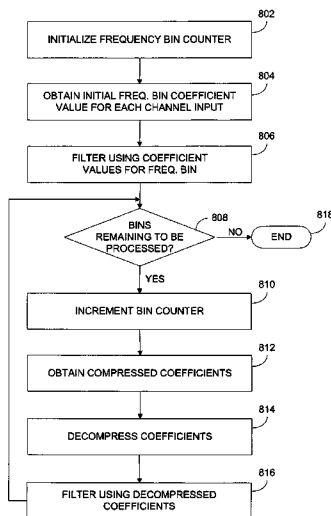 802
INITIALIZE FREQUENCY BIN COUNTER
804
OBTAIN INITIAL FREQ. BIN COEFFICIENT
VALUE FOR EACH CHANNEL INPUT
806
FILTER USING COEFFICIENT
VALUES FOR FREQ. BIN
808
BINS
REMAINING TO BE
PROCESSED?
NO
END
818
YES
810
INCREMENT BIN COUNTER
812
OBTAIN COMPRESSED COEFFICIENTS
814
DECOMPRESS COEFFICIENTS
816
FILTER USING DECOMPRESSED
COEFFICIENTS